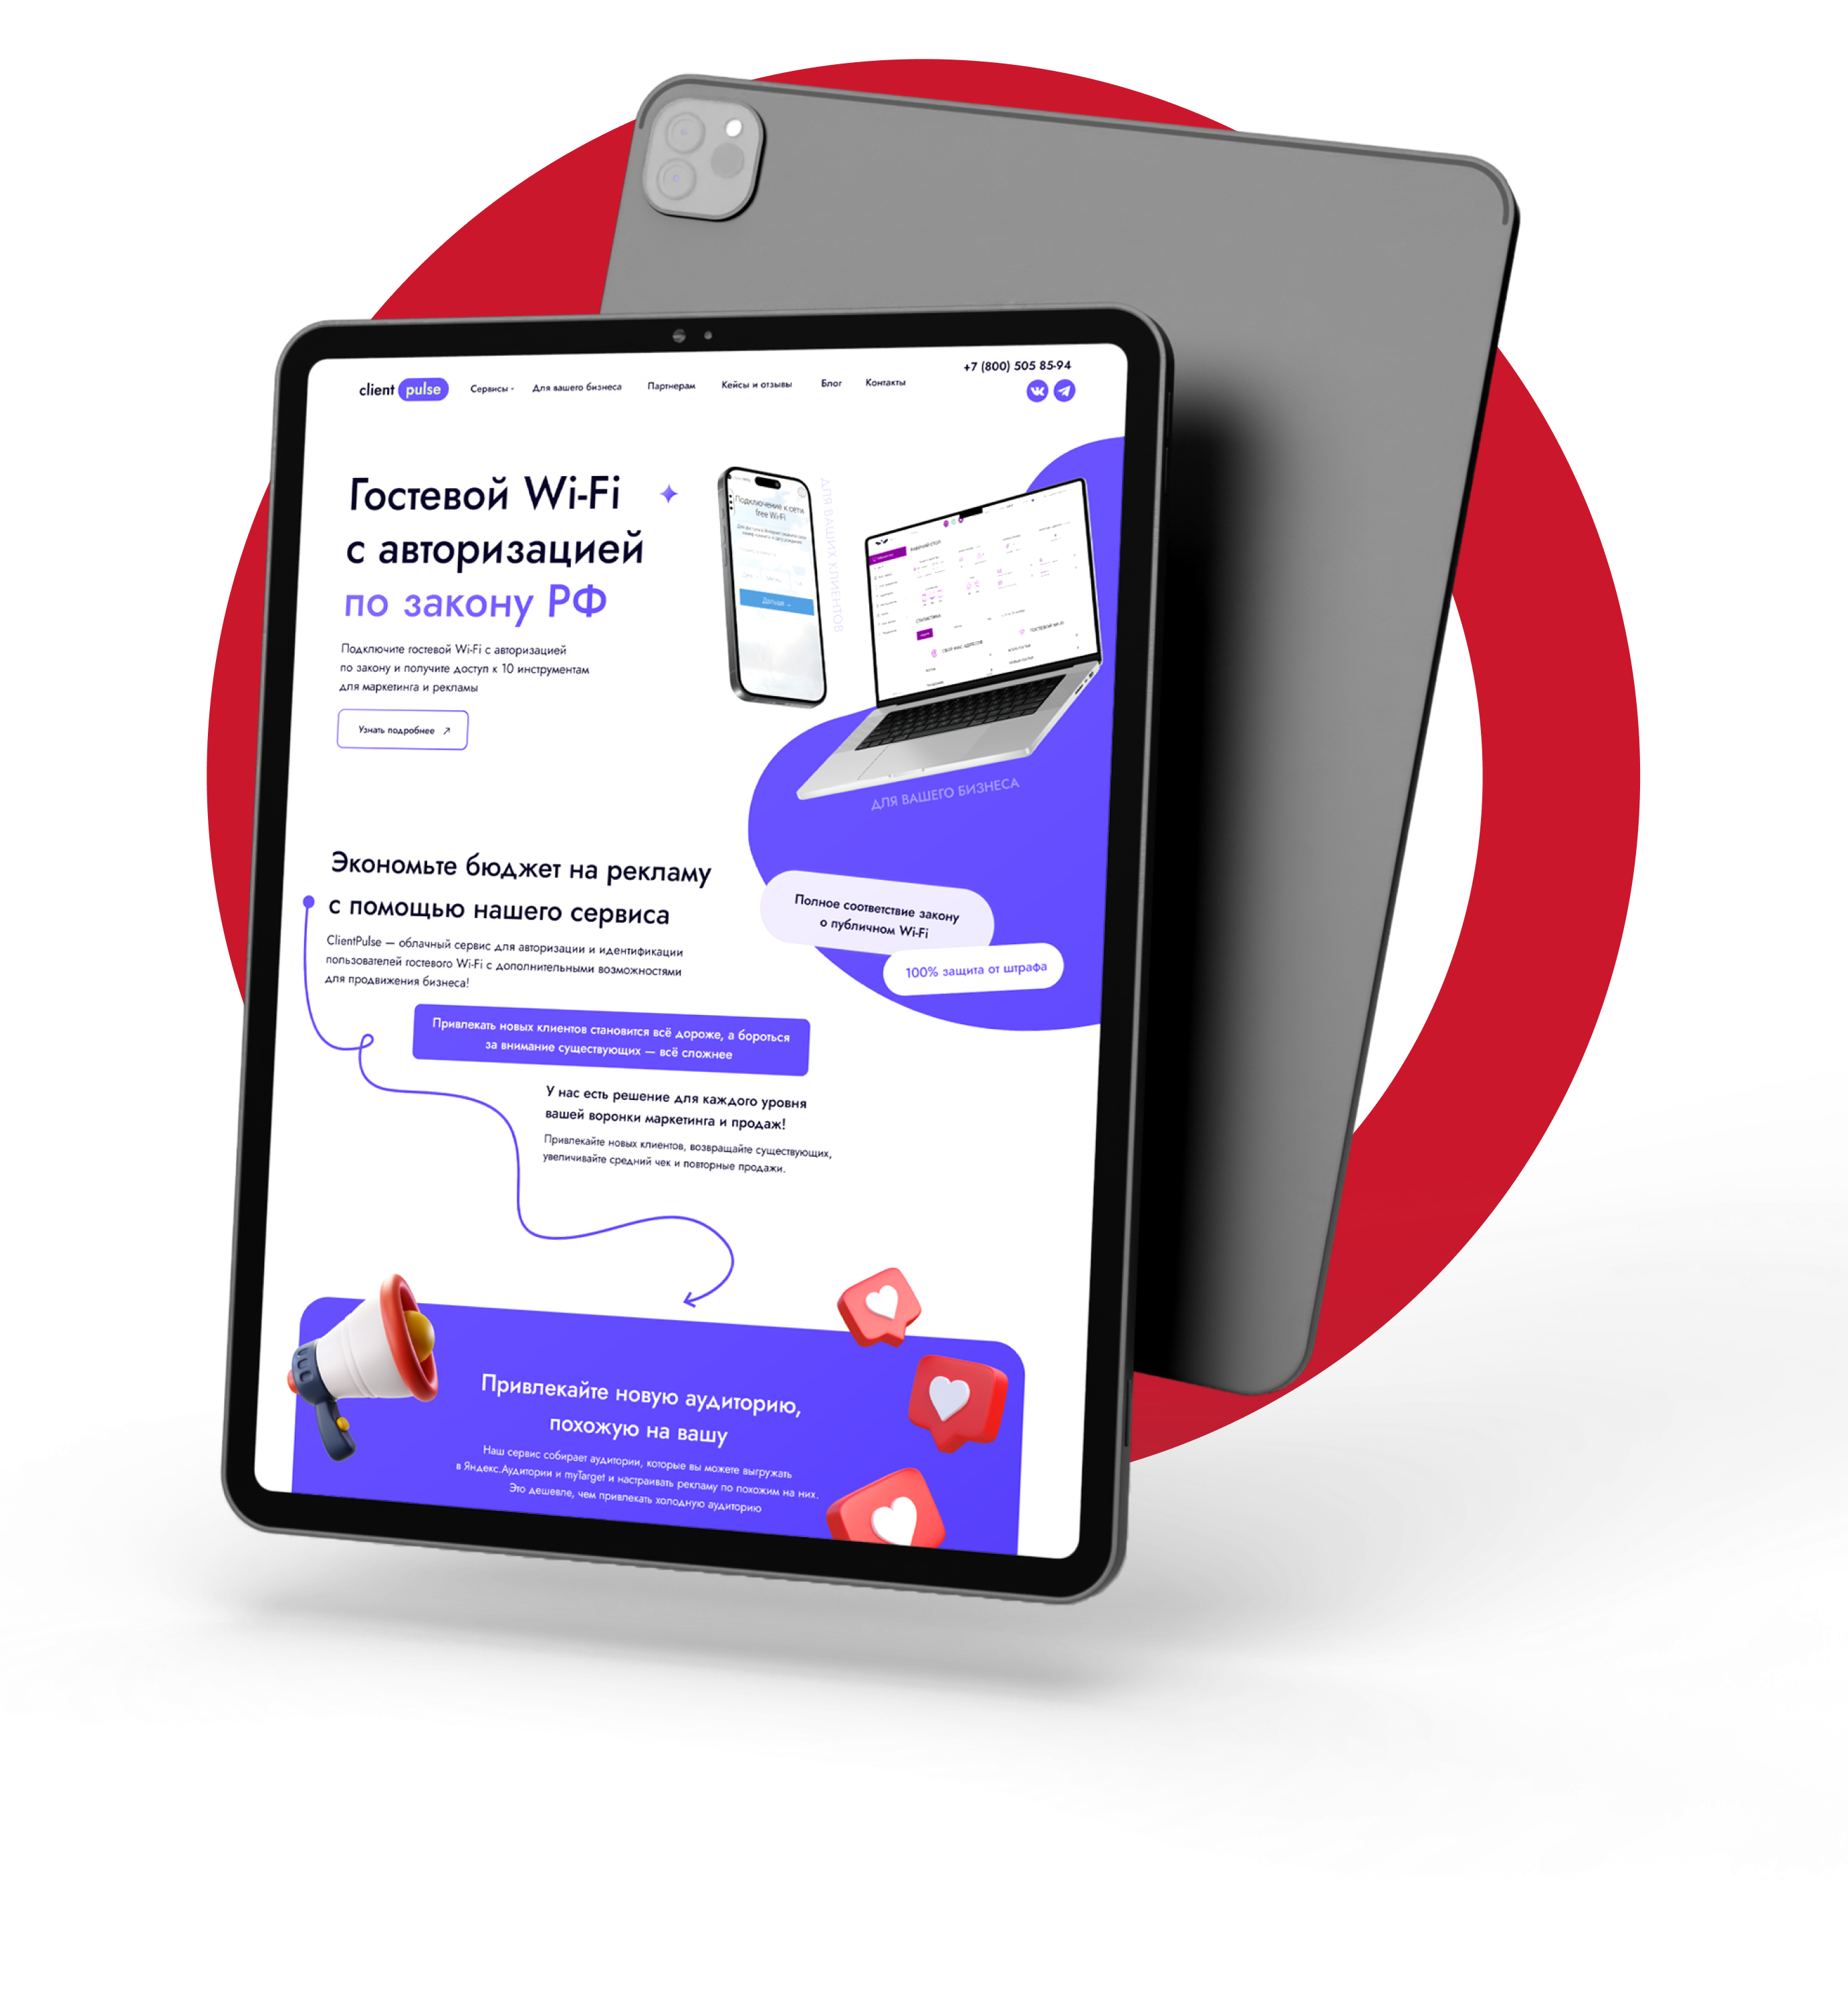 client pulse
Сервисы
Для вашего бизнеса
Партнерам
Кейсы и отзывы
Блог
Контакты
+7 (800) 505 85-94
Гостевой Wi-Fi
с авторизацией
по закону РФ
Подключите гостевой Wi-Fi с авторизацией
по закону и получите доступ к 10 инструментам
для маркетинга и рекламы
Узнать подробнее
Подключение к сети
free Wi-Fi
Дальше →
ДЛЯ ВАШИХ КЛИЕНТОВ
РАБОЧИЙ СТОЛ
СТАТИСТИКА
ГОСТЕВОЙ WI-FI
ДЛЯ ВАШЕГО БИЗНЕСА
Полное соответствие закону
о публичном Wi-Fi
100% защита от штрафа
Экономьте бюджет на рекламу
с помощью нашего сервиса
ClientPulse — облачный сервис для авторизации и идентификации
пользователей гостевого Wi-Fi с дополнительными возможностями
для продвижения бизнеса!
Привлекать новых клиентов становится всё дороже, а бороться
за внимание существующих — всё сложнее
У нас есть решение для каждого уровня
вашей воронки маркетинга и продаж!
Привлекайте новых клиентов, возвращайте существующих,
увеличивайте средний чек и повторные продажи.
Привлекайте новую аудиторию,
похожую на вашу
Наш сервис собирает аудитории, которые вы можете выгружать
в Яндекс.Аудитории и myTarget и настраивать рекламу по похожим на них.
Это дешевле, чем привлекать холодную аудиторию